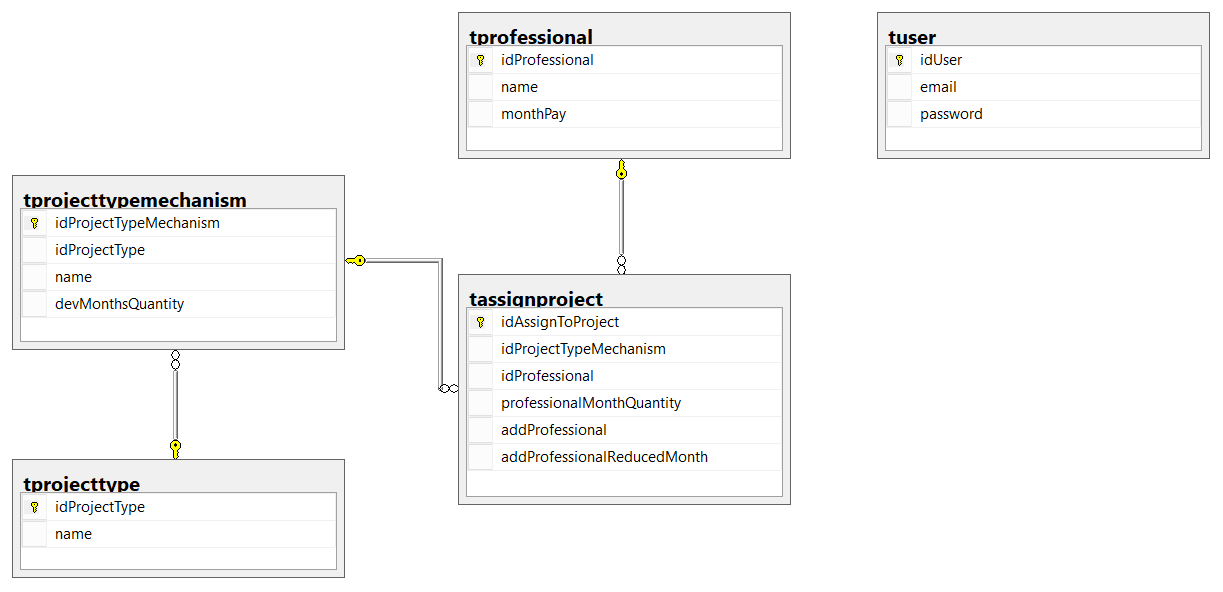 tprofessional
idProfessional
name
monthPay
tuser
idUser
email
password
tprojecttypemechanism
idProjectTypeMechanism
idProjectType
name
devMonthsQuantity
tassignproject
idAssignToProject
idProjectTypeMechanism
idProfessional
professionalMonthQuantity
addProfessional
addProfessionalReducedMonth
tprojecttype
idProjectType
name